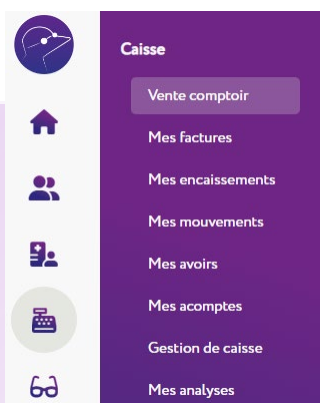 Caisse
Vente comptoir
Mes factures
Mes encaissements
Mes mouvements
Mes avoirs
Mes acomptes
Gestion de caisse
Mes analyses